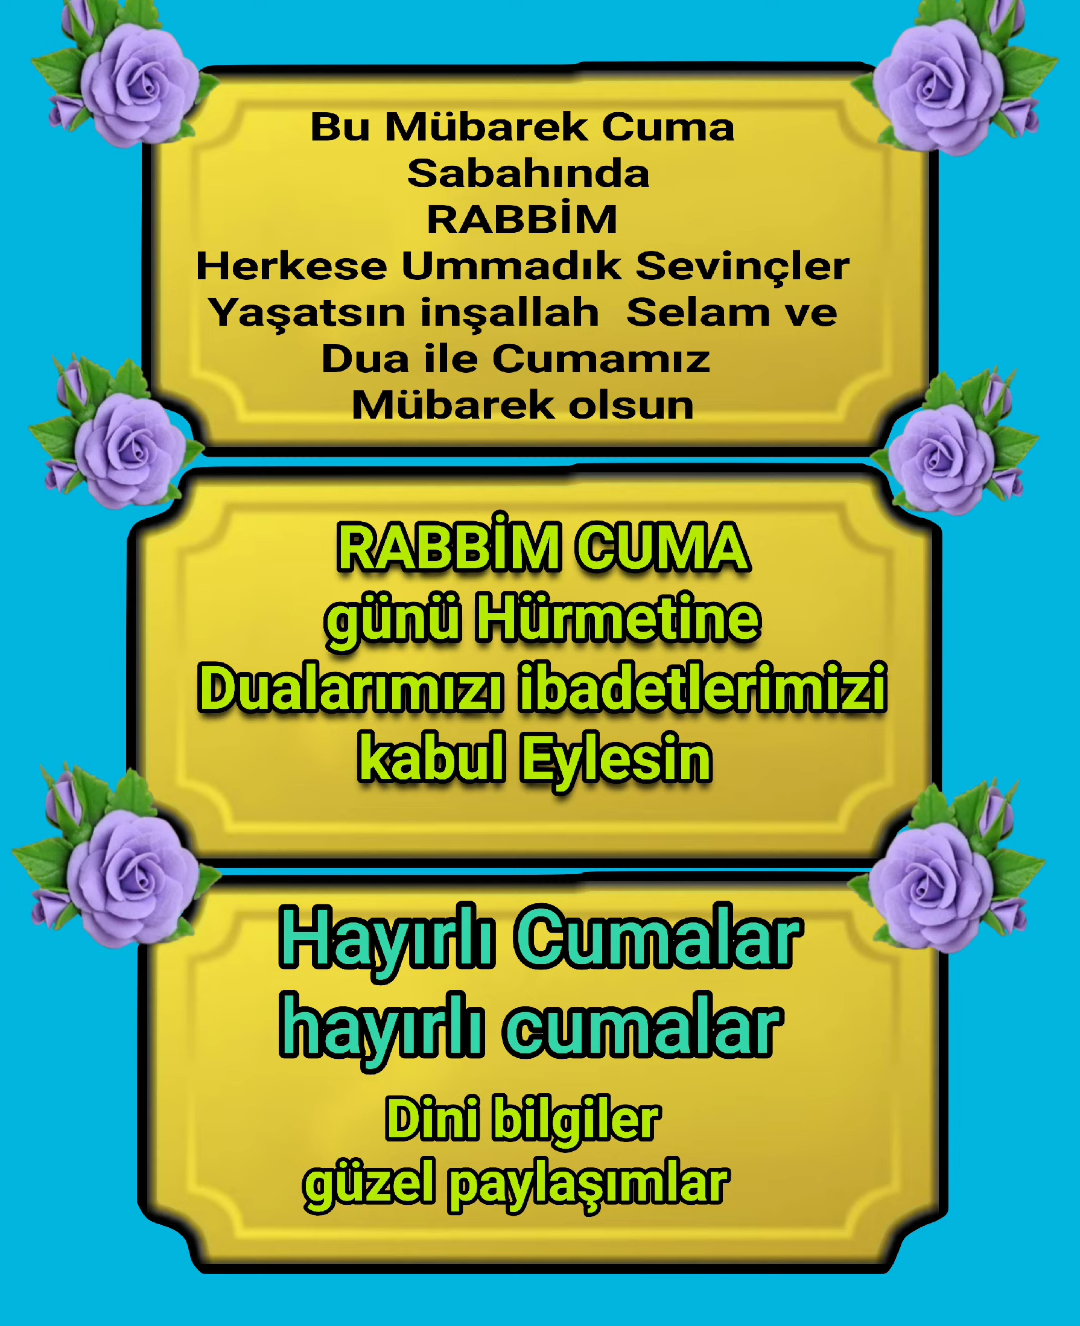 Bu Mübarek Cuma
Sabahında
RABBİM
Herkese Ummadık Sevinçler
Yaşatsın inşallah Selam ve
Dua ile Cumamız
Mübarek olsun
RABBİM CUMA
günü Hürmetine
Dualarımızı ibadetlerimizi
kabul Eylesin
Hayırlı Cumalar
hayırlı cumalar
Dini bilgiler
güzel paylaşımlar